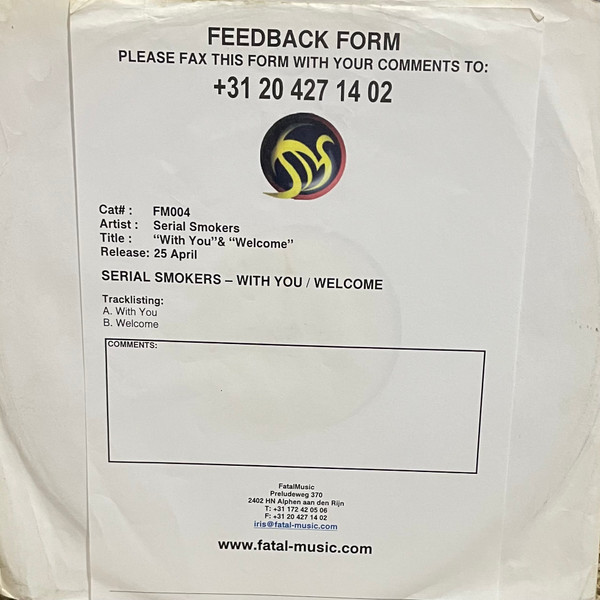 FEEDBACK FORM
PLEASE FAX THIS FORM WITH YOUR COMMENTS TO:
+31 20 427 14 02
Cat# : FM004
Artist : Serial Smokers
Title : “With You”& “Welcome”
Release: 25 April
SERIAL SMOKERS – WITH YOU / WELCOME
Tracklisting:
A. With You
B. Welcome
COMMENTS:
FatalMusic
Preludeweg 370
2402 HN Alphen aan den Rijn
T: +31 172 42 05 06
F: +31 20 427 14 02
iris@fatal-music.com
www.fatal-music.com